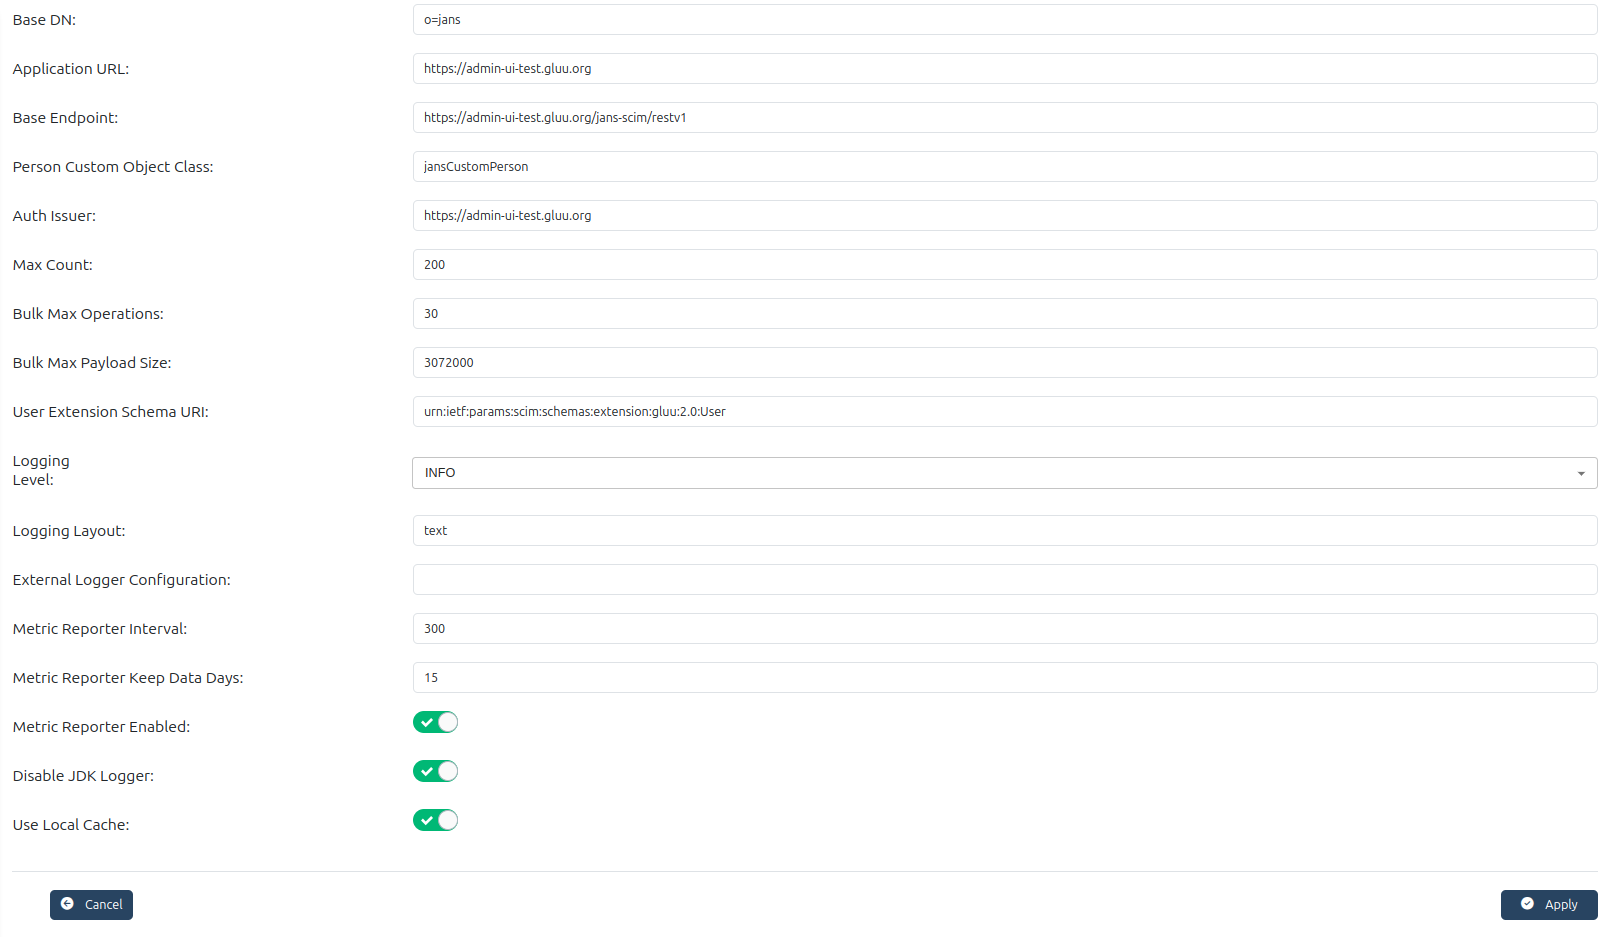 Base DN: o=jans
Application URL: https://admin-ui-test.gluu.org
Base Endpoint: https://admin-ui-test.gluu.org/jans-scim/restv1
Person Custom Object Class: jansCustomPerson
Auth Issuer: https://admin-ui-test.gluu.org
Max Count: 200
Bulk Max Operations: 30
Bulk Max Payload Size: 3072000
User Extension Schema URI: urn:ietf:params:scim:schemas:extension:gluu:2.0:User
Logging
Level: INFO
Logging Layout: text
External Logger Configuration:
Metric Reporter Interval: 300
Metric Reporter Keep Data Days: 15
Metric Reporter Enabled:
Disable JDK Logger:
Use Local Cache:
Cancel Apply